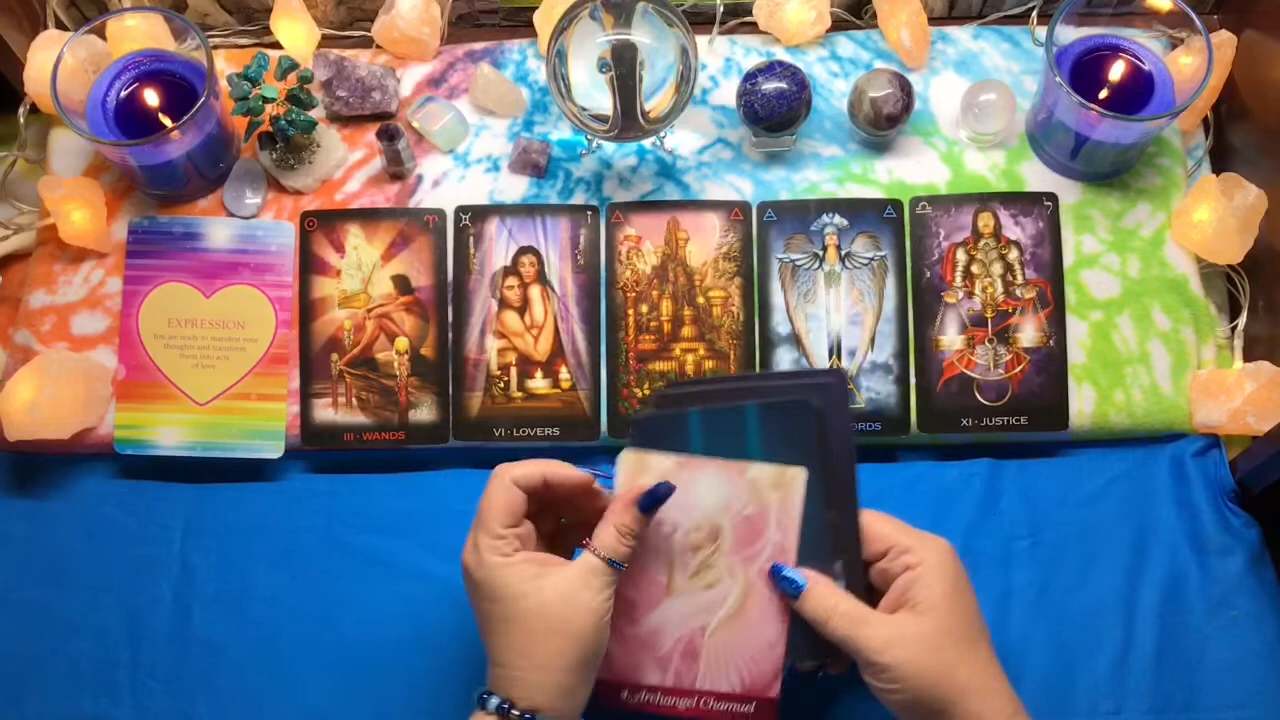 EXPRESSION
You are ready to manifest your
thoughts and transform
them into acts
of love
III · WANDS
VI · LOVERS
ORDS
XI · JUSTICE
4. Archangel Chamuel